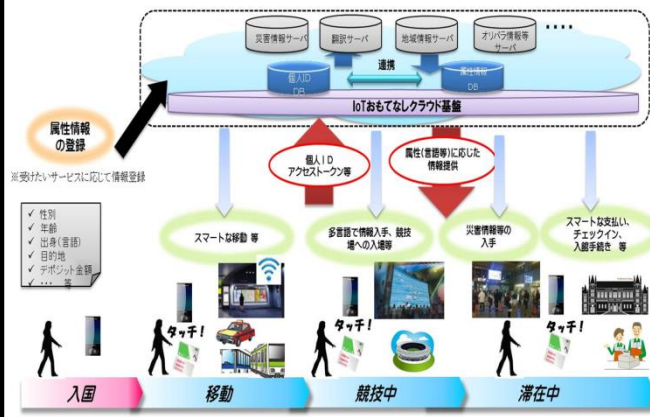 災害情報サーバ
翻訳サーバ
地域情報サーバ
オリパラ情報等
サーバ
・・・・
個人ID
DB
連携
属性情報
DB
IoTおもてなしクラウド基盤
属性情報
の登録
※受けたいサービスに応じて情報登録
個人ID
アクセストークン等
属性(言語等)に応じた
情報提供
✓ 性別
✓ 年齢
✓ 出身(言語)
✓ 目的地
✓ デポジット金額
✓ ・・・ 等
スマートな移動 等
多言語で情報入手、競技
場への入場等
災害情報等の
入手
スマートな支払い、
チェックイン、
入館手続き 等
タッチ!
タッチ!
タッチ!
入国
移動
競技中
滞在中